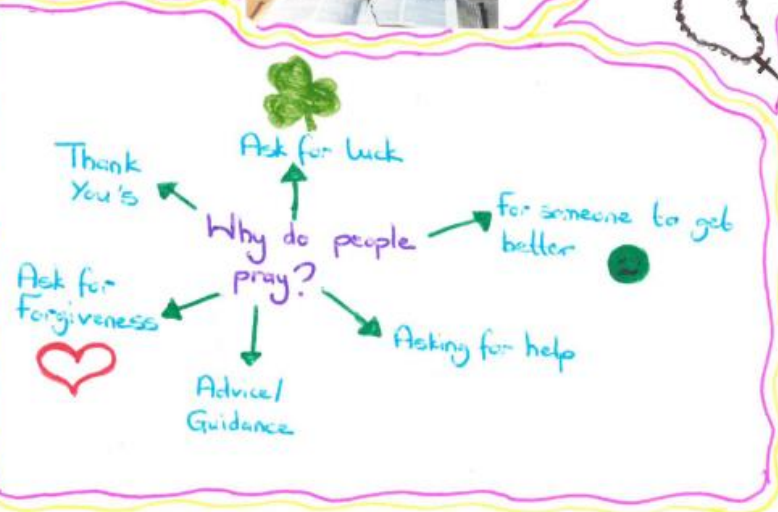 Ask for luck
Thank
You's
Why do people
pray?
For someone to get
better
Ask for
Forgiveness
Asking for help
Advice/
Guidance